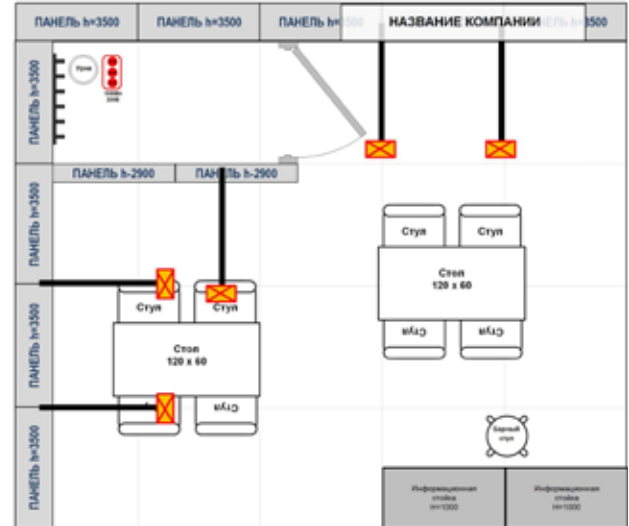 ПАНЕЛЬ h=3500
ПАНЕЛЬ h=3500
ПАНЕЛЬ h=3500
НАЗВАНИЕ КОМПАНИИ
ПАНЕЛЬ h=3500
ПАНЕЛЬ h-2900
ПАНЕЛЬ h-2900
ПАНЕЛЬ h=3500
Стул
Стул
Стол
120 х 60
Стул
Стул
ПАНЕЛЬ h=3500
Стул
Стул
Стол
120 х 60
Стул
Стул
ПАНЕЛЬ h=3500
Барный
стул
Информационная
стойка
H=1000
Информационная
стойка
H=1000